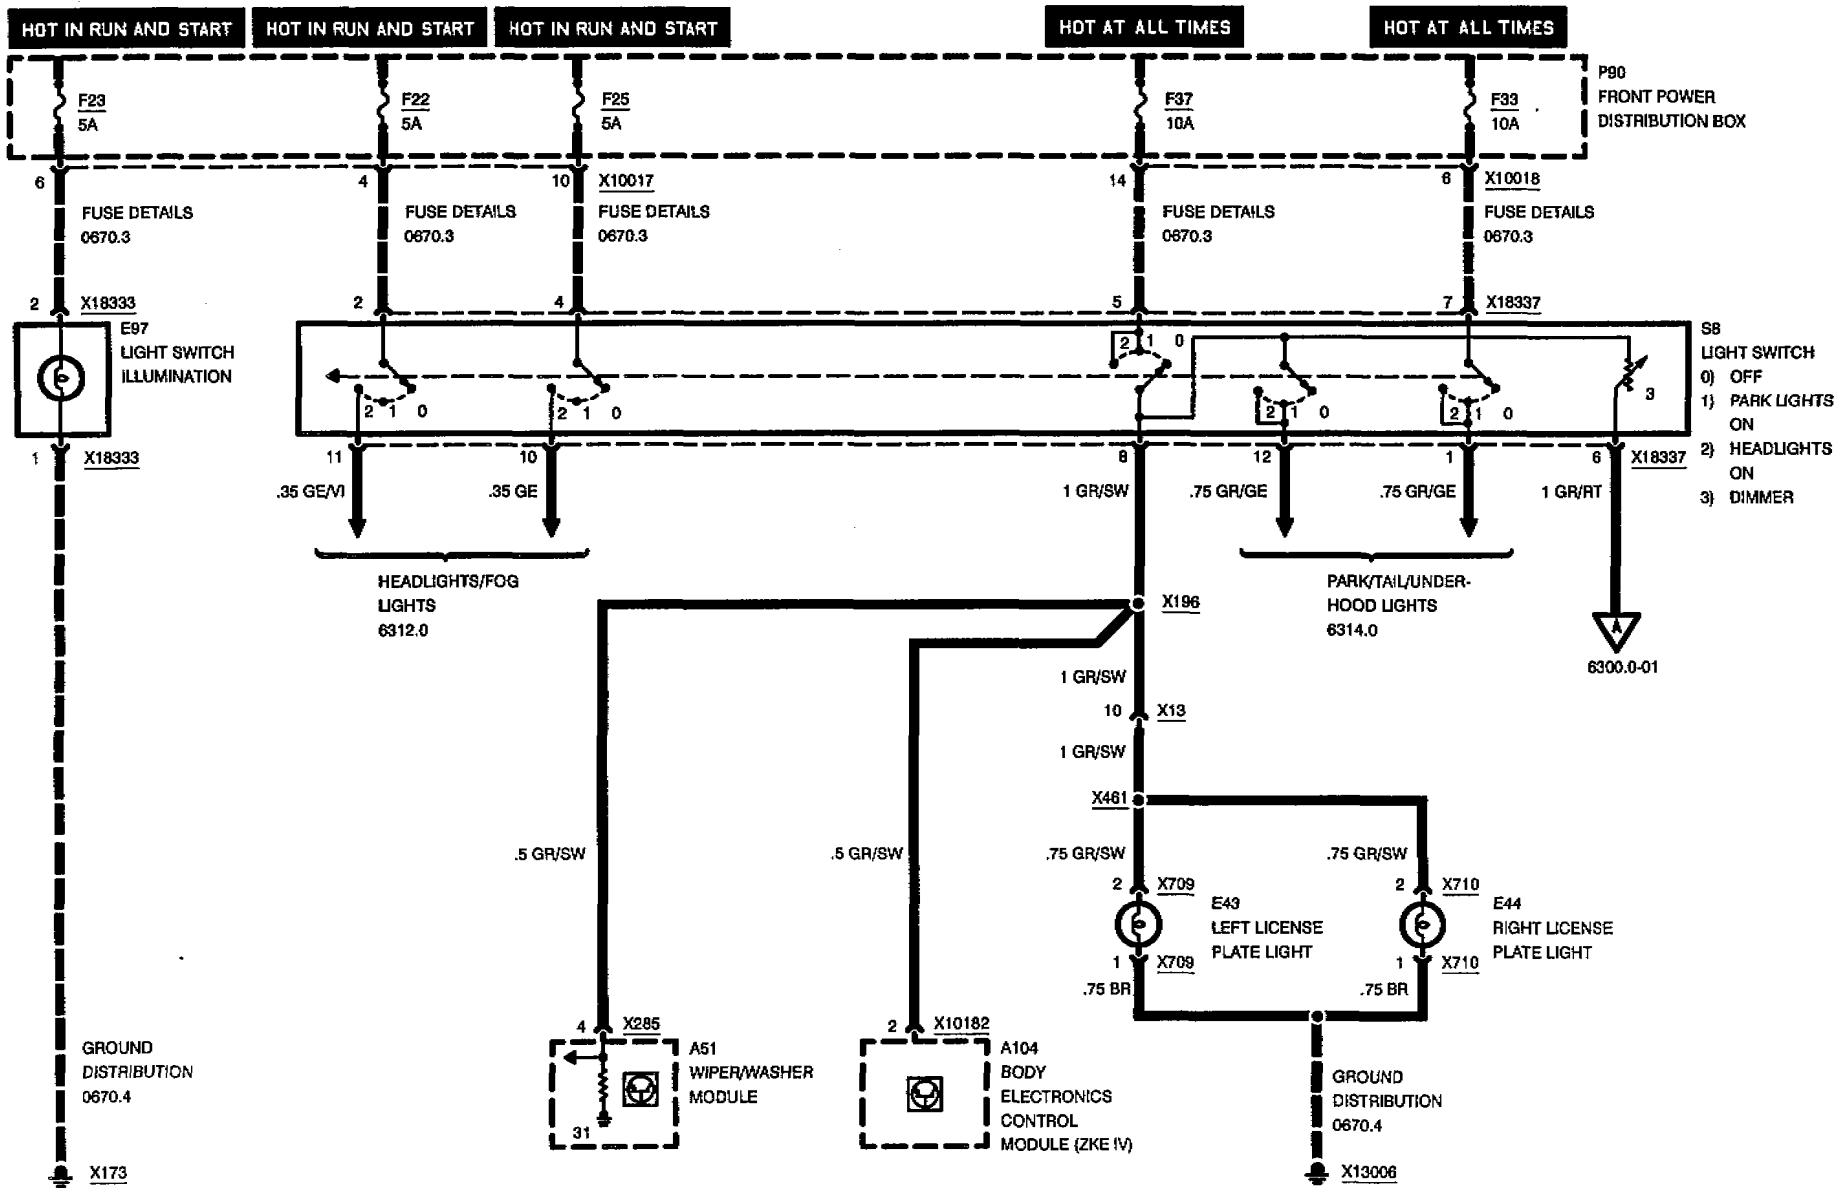 HOT IN RUN AND START
HOT IN RUN AND START
HOT IN RUN AND START
HOT AT ALL TIMES
HOT AT ALL TIMES
F23
5A
F22
5A
F25
5A
F37
10A
F33
10A
P90
FRONT POWER
DISTRIBUTION BOX
6
4
10
X10017
14
6
X10018
FUSE DETAILS
0670.3
FUSE DETAILS
0670.3
FUSE DETAILS
0670.3
FUSE DETAILS
0670.3
FUSE DETAILS
0670.3
2
X18333
2
4
5
7
X18337
E97
LIGHT SWITCH
ILLUMINATION
2 1 0
2 1 0
2 1 0
2 1 0
2 1 0
3
S8
LIGHT SWITCH
0) OFF
1) PARK LIGHTS
ON
2) HEADLIGHTS
ON
3) DIMMER
1
X18333
11
10
8
12
1
6
X18337
.35 GE/VI
.35 GE
1 GR/SW
.75 GR/GE
.75 GR/GE
1 GR/RT
HEADLIGHTS/FOG
LIGHTS
6312.0
PARK/TAIL/UNDER-
HOOD LIGHTS
6314.0
A
6300.0-01
X196
1 GR/SW
10
X13
1 GR/SW
X461
.5 GR/SW
.5 GR/SW
.75 GR/SW
.75 GR/SW
2
X709
2
X710
E43
LEFT LICENSE
PLATE LIGHT
E44
RIGHT LICENSE
PLATE LIGHT
1
X709
1
X710
.75 BR
.75 BR
4
X285
2
X10182
A51
WIPER/WASHER
MODULE
31
A104
BODY
ELECTRONICS
CONTROL
MODULE (ZKE IV)
GROUND
DISTRIBUTION
0670.4
GROUND
DISTRIBUTION
0670.4
X173
X13006